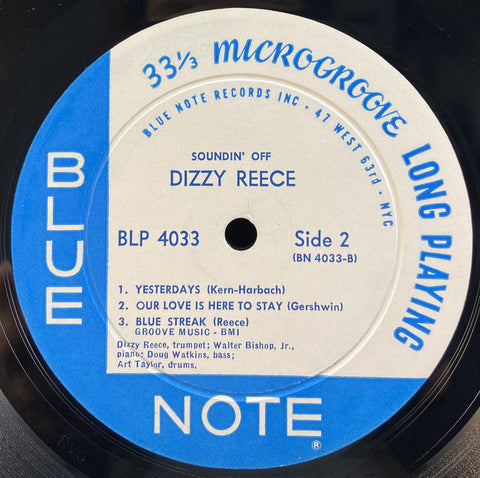 33⅓ MICROGROOVE LONG PLAYING
BLUE NOTE RECORDS INC • 47 WEST 63rd • NYC
SOUNDIN' OFF
DIZZY REECE
BLP 4033 Side 2
(BN 4033-B)
1. YESTERDAYS (Kern-Harbach)
2. OUR LOVE IS HERE TO STAY (Gershwin)
3. BLUE STREAK (Reece)
GROOVE MUSIC - BMI
Dizzy Reece, trumpet; Walter Bishop, Jr.,
piano; Doug Watkins, bass;
Art Taylor, drums.
BLUE
NOTE
®